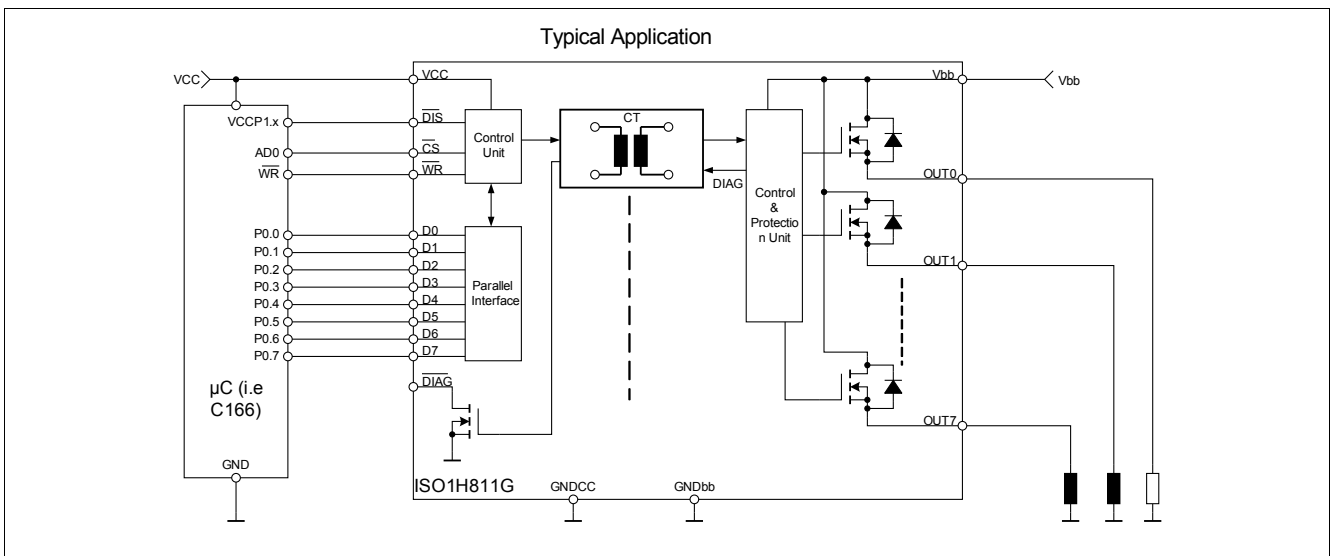 Typical Application
VCC
VCC
Vbb
Vbb
VCCP1.x
DIS
Control
Unit
CT
AD0
CS
WR
WR
DIAG
OUT0
Control
&
Protectio
n Unit
P0.0
D0
P0.1
D1
P0.2
D2
P0.3
D3
P0.4
D4
P0.5
D5
P0.6
D6
P0.7
D7
Parallel
Interface
OUT1
DIAG
µC (i.e
C166)
OUT7
GND
ISO1H811G
GNDCC
GNDbb